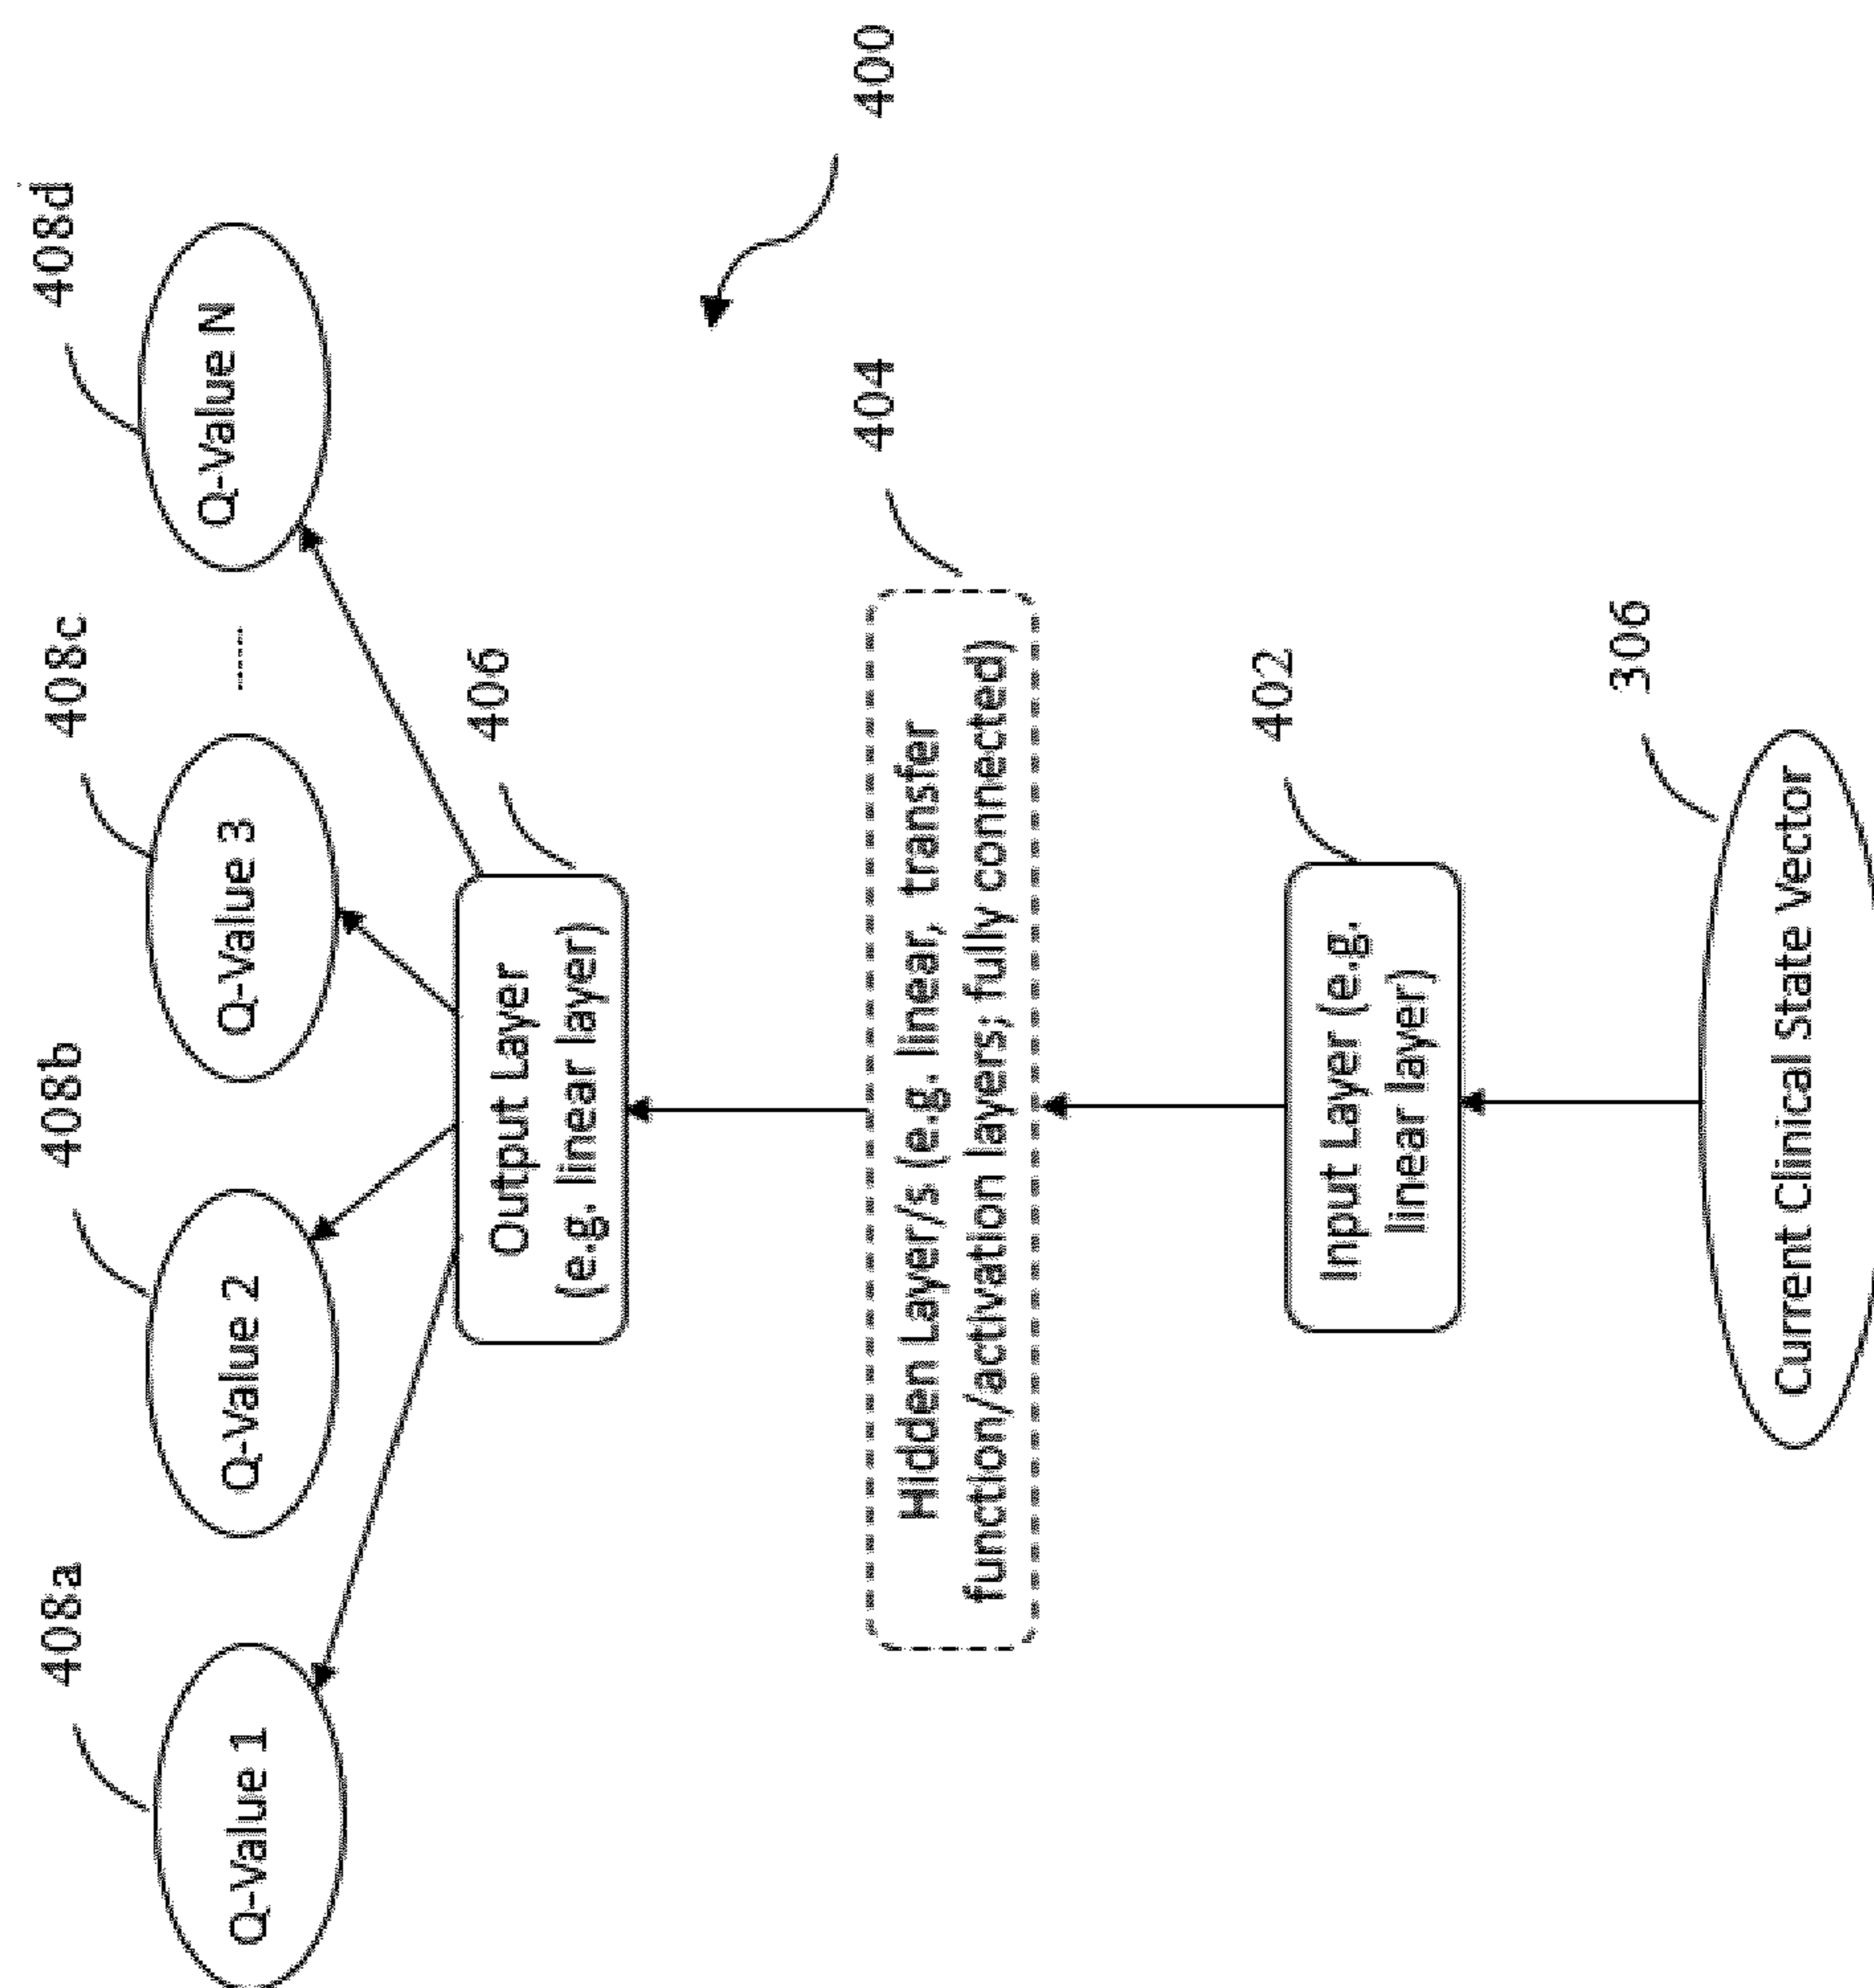 408a
408b
408c
408d
Q-Value 1
Q-Value 2
Q-Value 3
-----
Q-Value N
406
Output Layer
(e.g. linear layer)
400
404
Hidden Layer/s (e.g. linear, transfer
function/activation layers; fully connected)
402
Input Layer (e.g.
linear layer)
306
Current Clinical State Vector